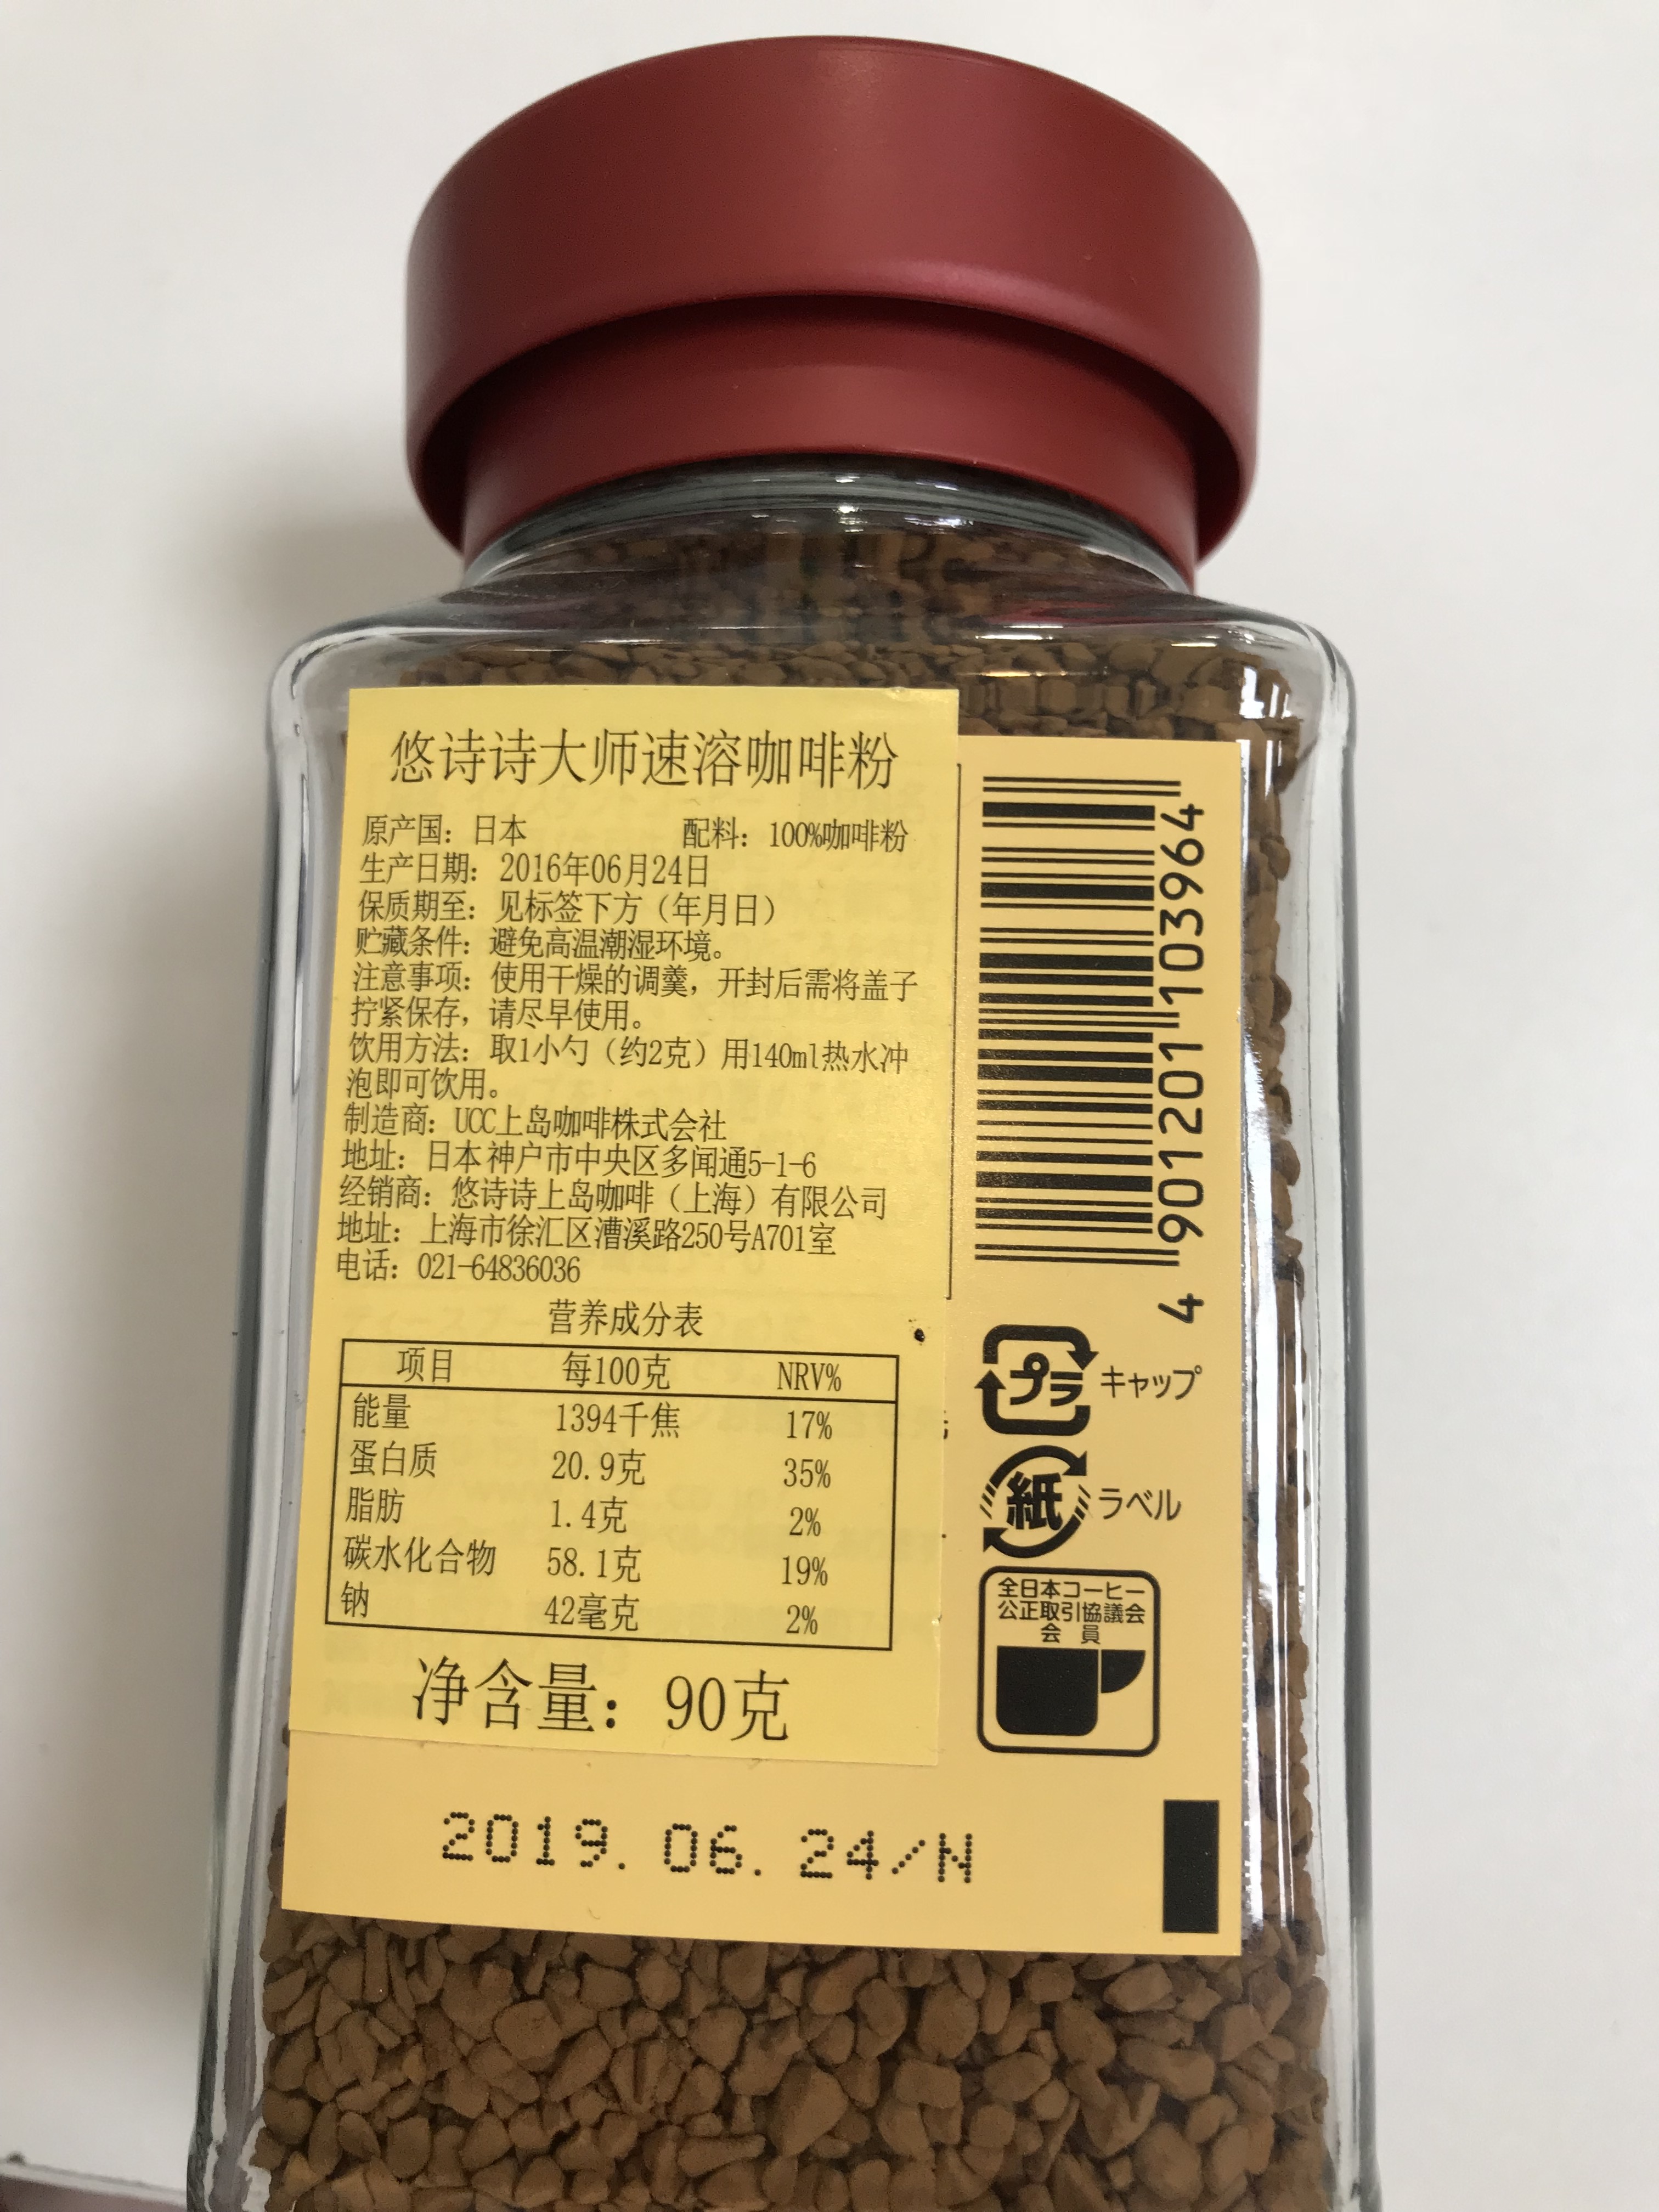 悠诗诗大师速溶咖啡粉
原产国：日本 配料：100%咖啡粉
生产日期：2016年06月24日
保质期至：见标签下方（年月日）
贮藏条件：避免高温潮湿环境。
注意事项：使用干燥的调羹，开封后需将盖子
拧紧保存，请尽早使用。
饮用方法：取1小勺（约2克）用140ml热水冲
泡即可饮用。
制造商：UCC上岛咖啡株式会社
地址：日本神户市中央区多闻通5-1-6
经销商：悠诗诗上岛咖啡（上海）有限公司
地址：上海市徐汇区漕溪路250号A701室
电话：021-64836036
营养成分表
项目 每100克 NRV%
能量 1394千焦 17%
蛋白质 20.9克 35%
脂肪 1.4克 2%
碳水化合物 58.1克 19%
钠 42毫克 2%
净含量：90克
2019.06.24/N
4 901201 103964
プラ キャップ
紙 ラベル
全日本コーヒー
公正取引協議会
会員